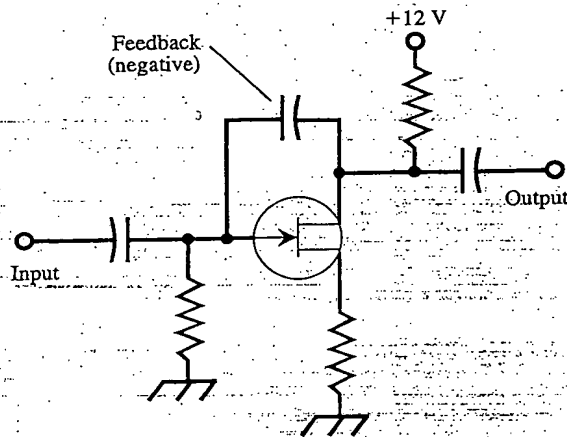 +12 V
Feedback
(negative)
Output
Input